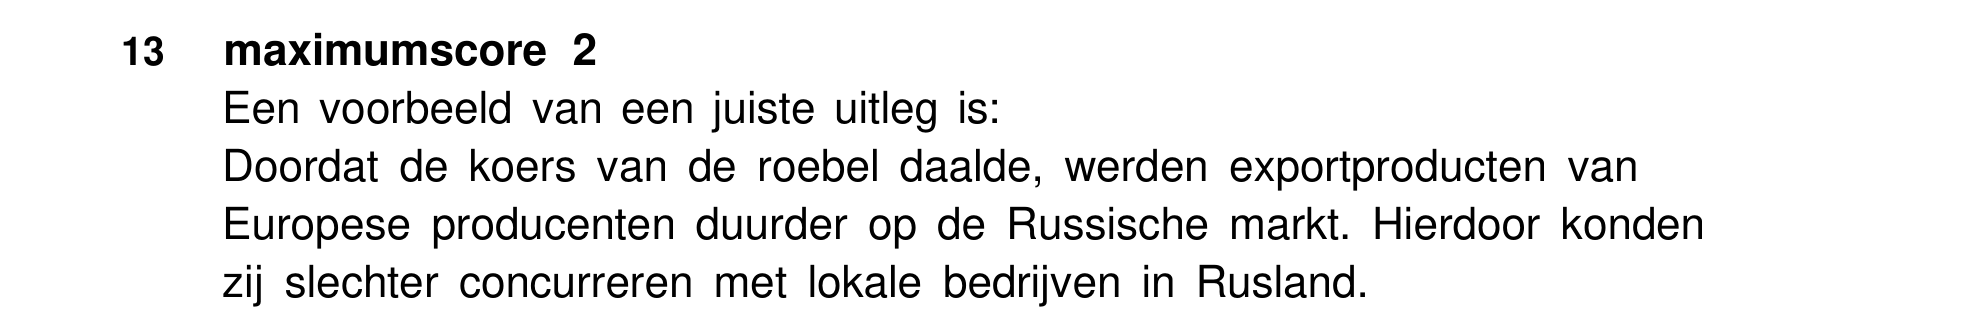 13 maximumscore 2
Een voorbeeld van een juiste uitleg is:
Doordat de koers van de roebel daalde, werden exportproducten van
Europese producenten duurder op de Russische markt. Hierdoor konden
zij slechter concurreren met lokale bedrijven in Rusland.